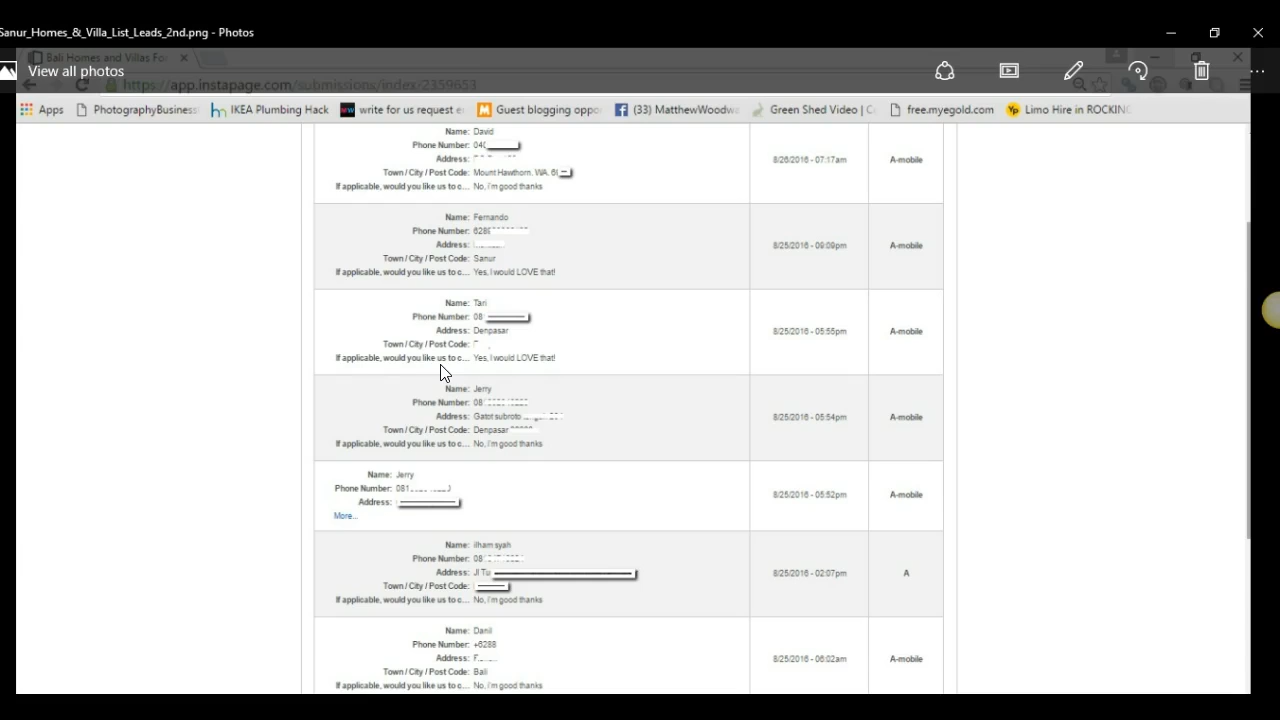 Sanur_Homes_&_Villa_List_Leads_2nd.png - Photos
Bali Homes and Villas Fo
View all photos
https://app.instapage.com/submissions/index/2359653
Apps PhotographyBusiness IKEA Plumbing Hack write for us request Guest blogging oppo (33) MatthewWoodw Green Shed Video | C free.myegold.com Limo Hire in ROCKING
Name: David
Phone Number: 040
Address:
Town / City / Post Code: Mount Hawthorn. WA. 6
If applicable, would you like us to c... No, i'm good thanks
8/26/2016 - 07:17am A-mobile
Name: Fernando
Phone Number: 628
Address:
Town / City / Post Code: Sanur
If applicable, would you like us to c... Yes, I would LOVE that!
8/25/2016 - 09:09pm A-mobile
Name: Tari
Phone Number: 08
Address: Denpasar
Town / City / Post Code:
If applicable, would you like us to c... Yes, I would LOVE that!
8/25/2016 - 05:55pm A-mobile
Name: Jerry
Phone Number: 08
Address: Gatot subroto
Town / City / Post Code: Denpasar
If applicable, would you like us to c... No, i'm good thanks
8/25/2016 - 05:54pm A-mobile
Name: Jerry
Phone Number: 081
Address:
More...
8/25/2016 - 05:52pm A-mobile
Name: ilham syah
Phone Number: 08
Address: Jl Tu
Town / City / Post Code:
If applicable, would you like us to c... No, i'm good thanks
8/25/2016 - 02:07pm A
Name: Danil
Phone Number: +6288
Address:
Town / City / Post Code: Bali
If applicable, would you like us to c... No, i'm good thanks
8/25/2016 - 06:02am A-mobile